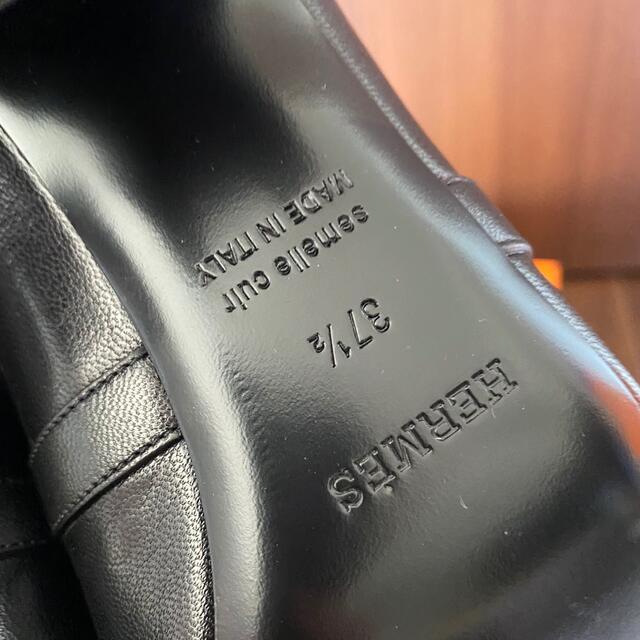 HERMÈS
37½
semelle cuir
MADE IN ITALY